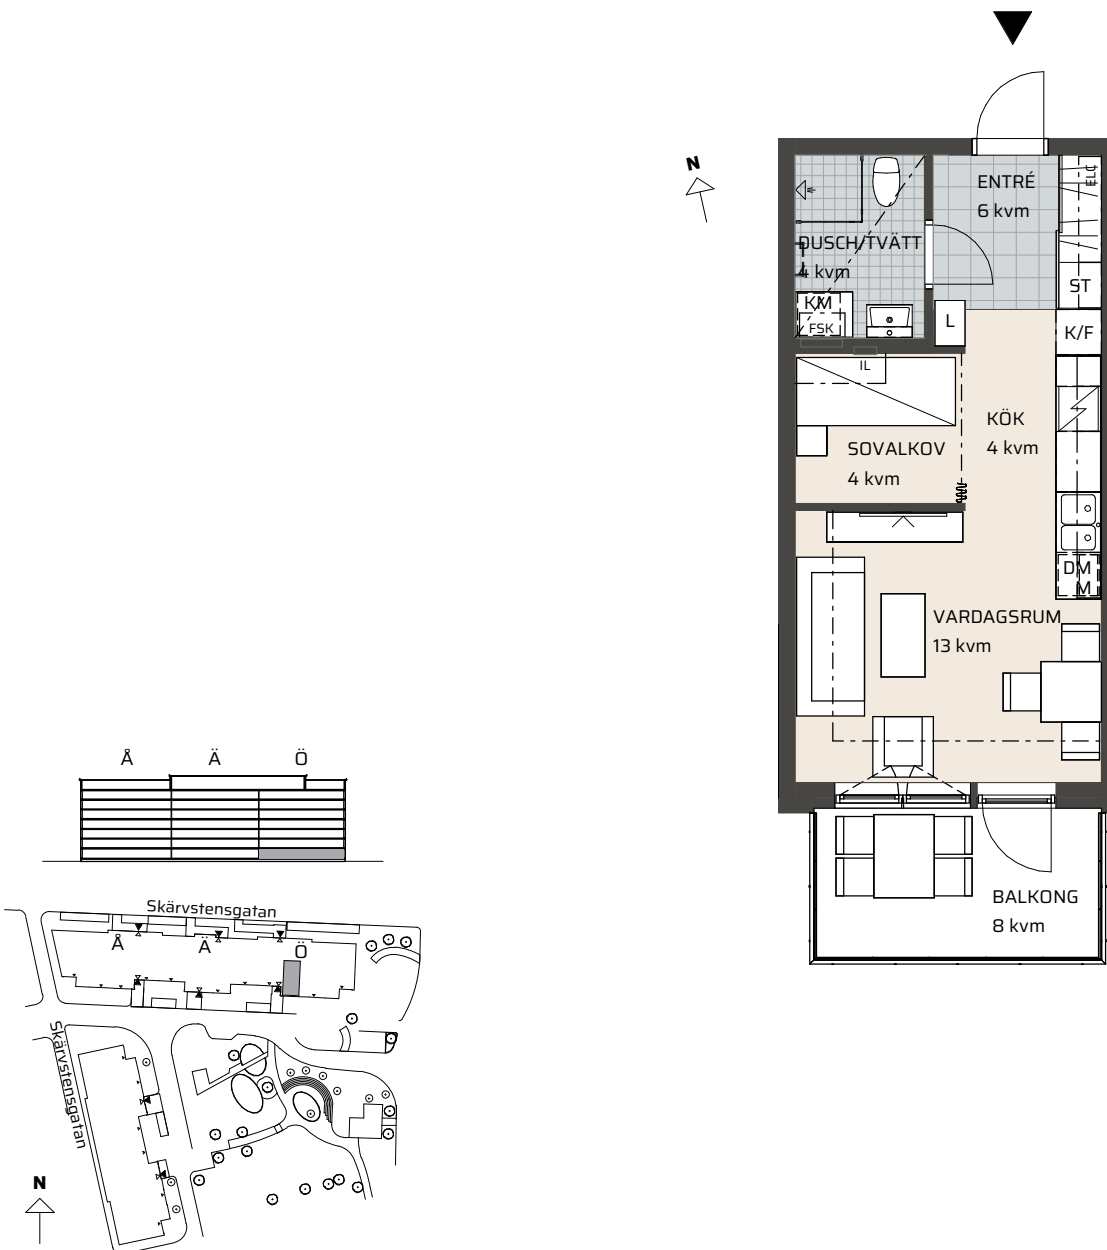 N
ENTRÉ
6 kvm
ELC
DUSCH/TVÄTT
4 kvm
ST
KM
FSK
L
K/F
IL
KÖK
4 kvm
SOVALKOV
4 kvm
DM
M
VARDAGSRUM
13 kvm
BALKONG
8 kvm
Å Ä Ö
Skärvstensgatan
Å Ä Ö
Skärvstensgatan
N